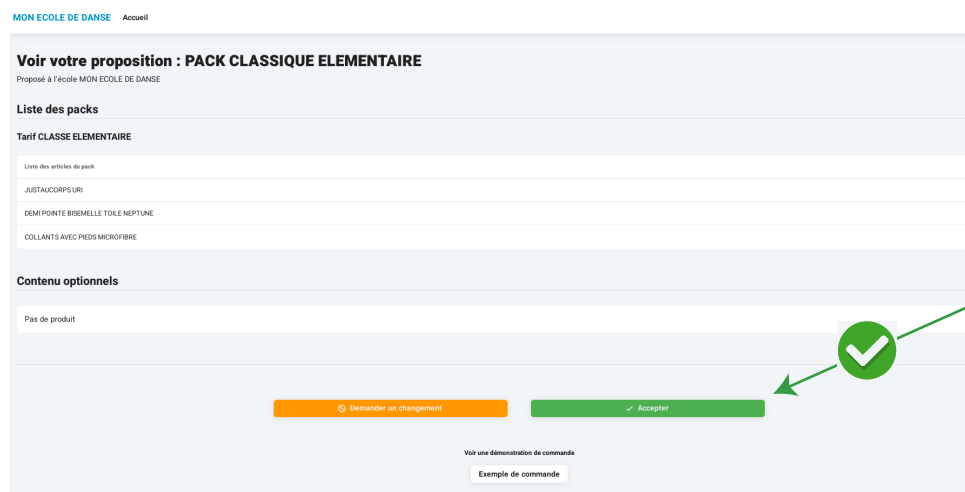 MON ECOLE DE DANSE Accueil
Voir votre proposition : PACK CLASSIQUE ELEMENTAIRE
Proposé à l'école MON ECOLE DE DANSE
Liste des packs
Tarif CLASSE ELEMENTAIRE
Liste des articles du pack
JUSTAUCORPS URI
DEMI POINTE BISEMELLE TOILE NEPTUNE
COLLANTS AVEC PIEDS MICROFIBRE
Contenu optionnels
Pas de produit
Demander un changement
Accepter
Voir une démonstration de commande
Exemple de commande